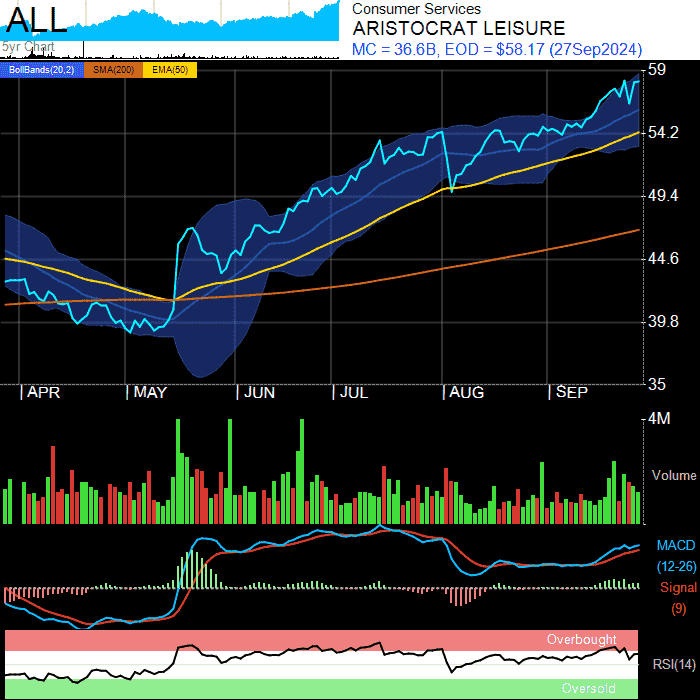 ALL
5yr Chart
Consumer Services
ARISTOCRAT LEISURE
MC = 36.6B, EOD = $58.17 (27Sep2024)
BollBands(20,2) SMA(200) EMA(50)
59
54.2
49.4
44.6
39.8
35
APR MAY JUN JUL AUG SEP
4M
Volume
MACD
(12-26)
Signal
(9)
Overbought
RSI(14)
Oversold